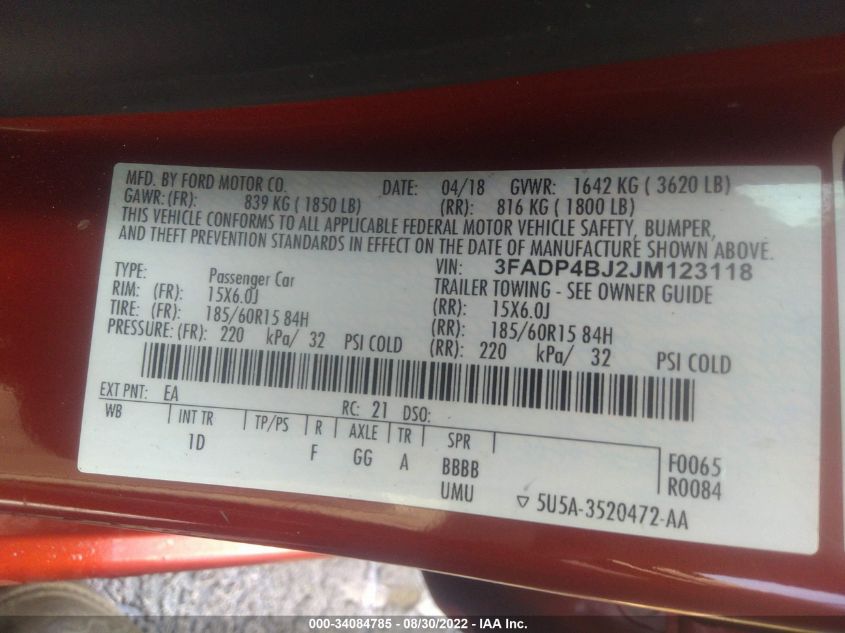 MFD. BY FORD MOTOR CO. DATE: 04/18 GVWR: 1642 KG ( 3620 LB)
GAWR:(FR): 839 KG ( 1850 LB) (RR): 816 KG ( 1800 LB)
THIS VEHICLE CONFORMS TO ALL APPLICABLE FEDERAL MOTOR VEHICLE SAFETY, BUMPER,
AND THEFT PREVENTION STANDARDS IN EFFECT ON THE DATE OF MANUFACTURE SHOWN ABOVE.
VIN: 3FADP4BJ2JM123118
TYPE: Passenger Car TRAILER TOWING - SEE OWNER GUIDE
RIM: (FR): 15X6.0J (RR): 15X6.0J
TIRE: (FR): 185/60R15 84H (RR): 185/60R15 84H
PRESSURE: (FR): 220 kPa/ 32 PSI COLD (RR): 220 kPa/ 32 PSI COLD
EXT PNT: EA RC: 21 DSO:
WB INT TR TP/PS R AXLE TR SPR
1D F GG A BBBB F0065
UMU R0084
5U5A-3520472-AA
000-34084785 - 08/30/2022 - IAA Inc.